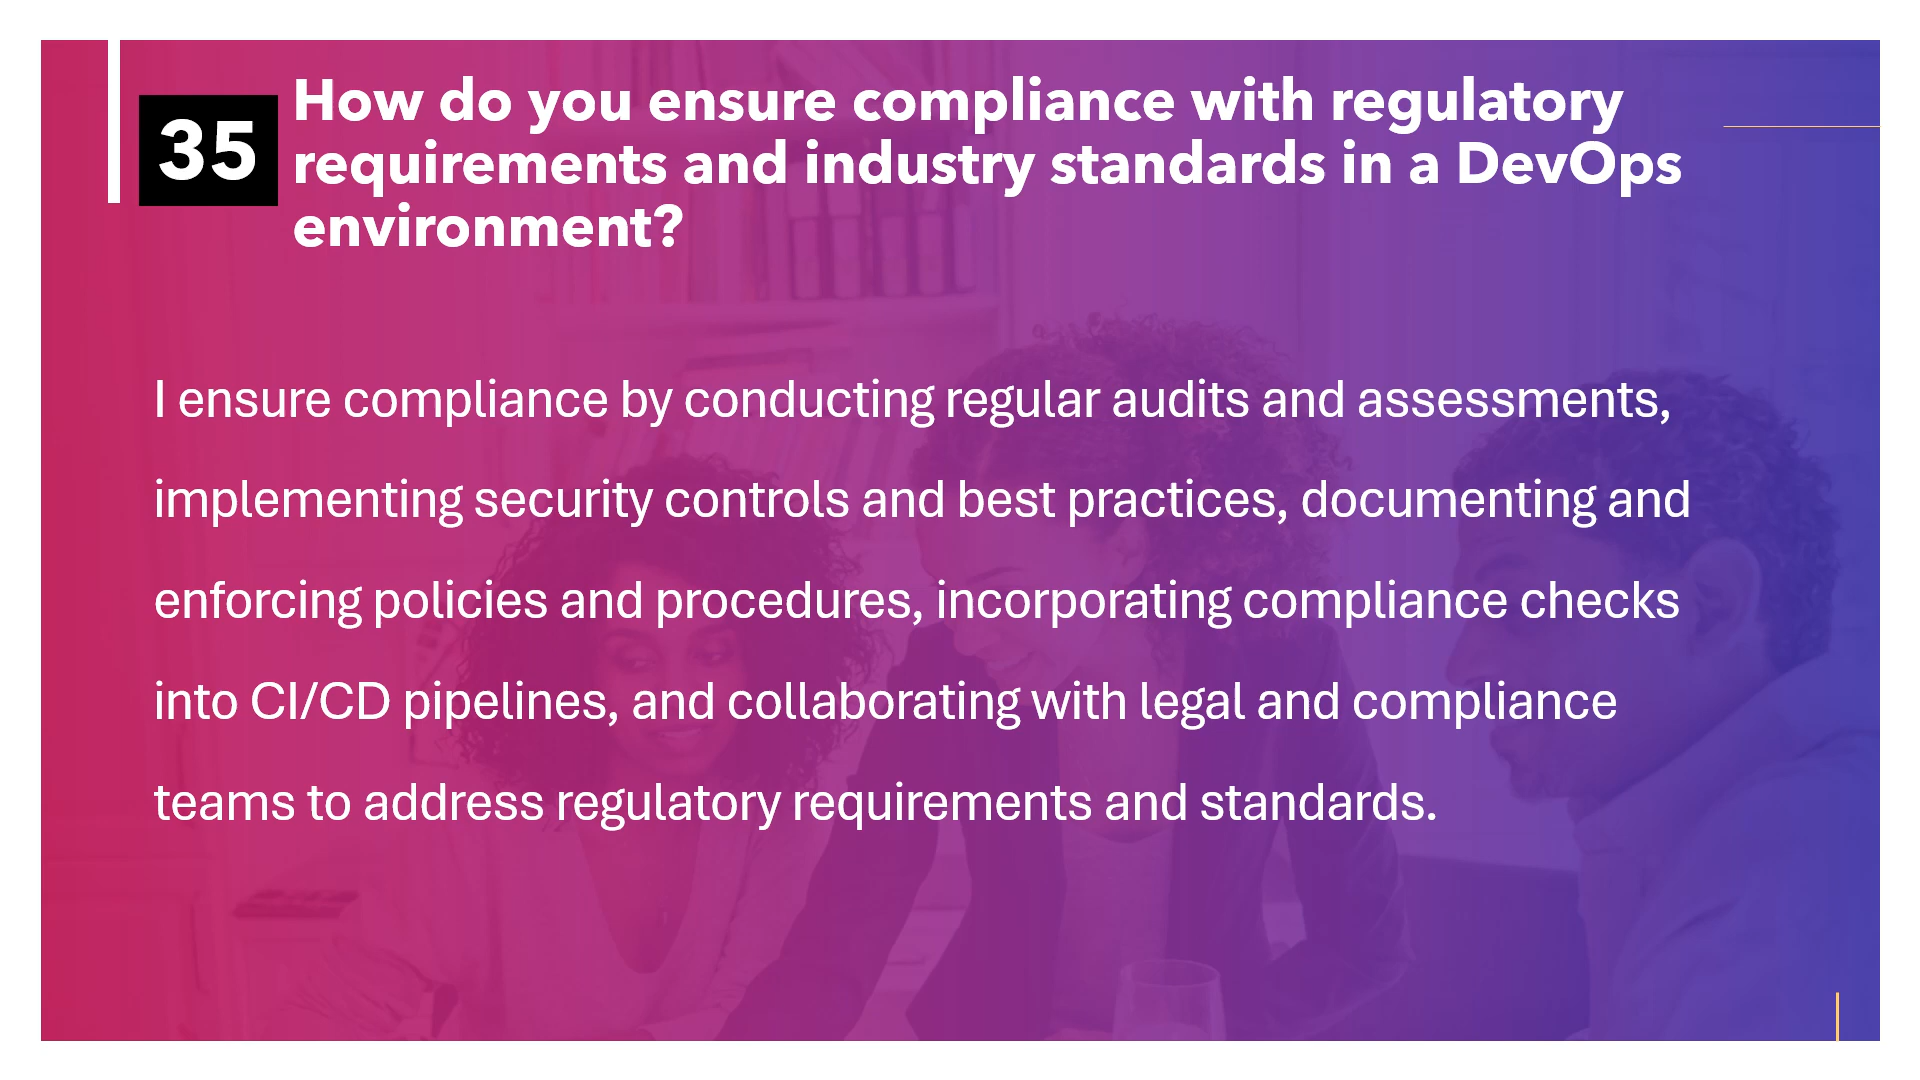 35
How do you ensure compliance with regulatory
requirements and industry standards in a DevOps
environment?
I ensure compliance by conducting regular audits and assessments,
implementing security controls and best practices, documenting and
enforcing policies and procedures, incorporating compliance checks
into CI/CD pipelines, and collaborating with legal and compliance
teams to address regulatory requirements and standards.